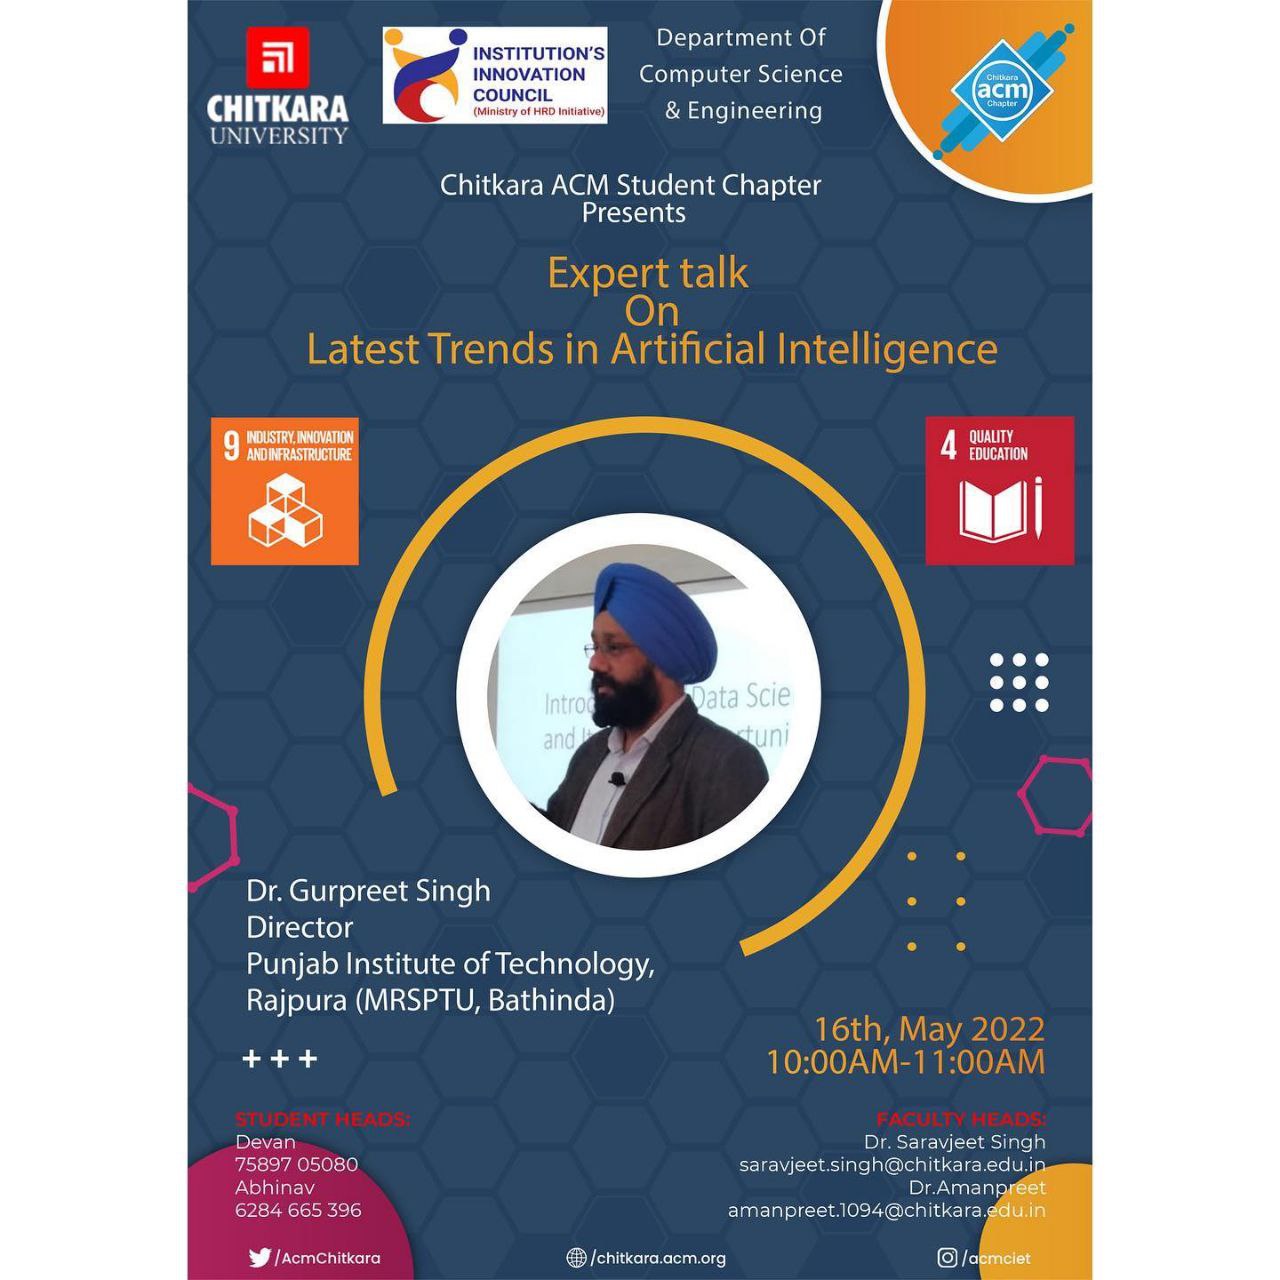 CHITKARA
UNIVERSITY
INSTITUTION'S
INNOVATION
COUNCIL
(Ministry of HRD Initiative)
Department Of
Computer Science
& Engineering
Chitkara
acm
Chapter
Chitkara ACM Student Chapter
Presents
Expert talk
On
Latest Trends in Artificial Intelligence
9 INDUSTRY, INNOVATION
AND INFRASTRUCTURE
4 QUALITY
EDUCATION
Data Scie
Dr. Gurpreet Singh
Director
Punjab Institute of Technology,
Rajpura (MRSPTU, Bathinda)
16th, May 2022
10:00AM-11:00AM
+ + +
STUDENT HEADS:
Devan
75897 05080
Abhinav
6284 665 396
FACULTY HEADS:
Dr. Saravjeet Singh
saravjeet.singh@chitkara.edu.in
Dr.Amanpreet
amanpreet.1094@chitkara.edu.in
/AcmChitkara
/chitkara.acm.org
/acmciet